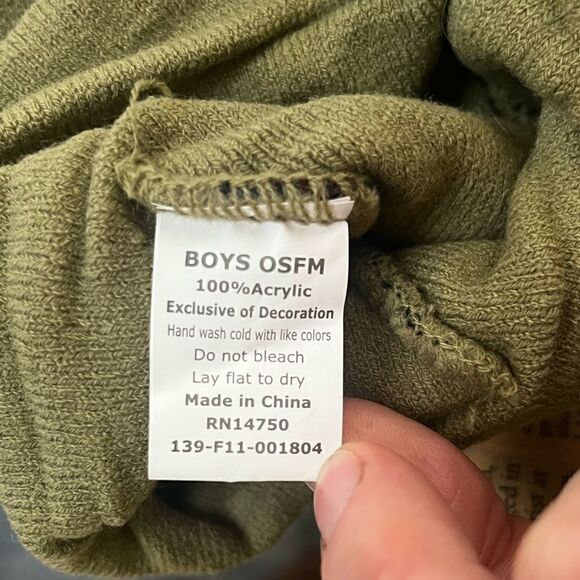 BOYS OSFM
100%Acrylic
Exclusive of Decoration
Hand wash cold with like colors
Do not bleach
Lay flat to dry
Made in China
RN14750
139-F11-001804